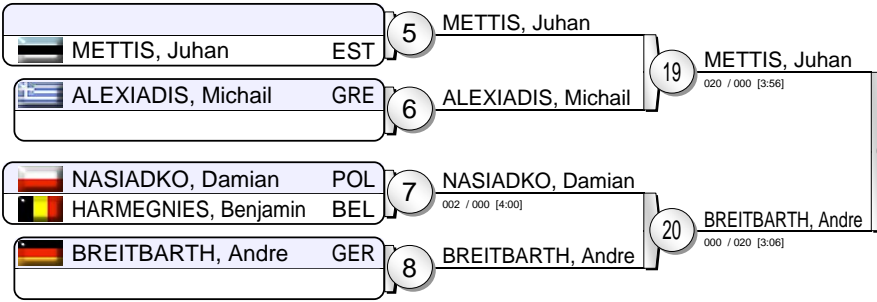 METTIS, Juhan EST
ALEXIADIS, Michail GRE
NASIADKO, Damian POL
HARMEGNIES, Benjamin BEL
BREITBARTH, Andre GER
5 METTIS, Juhan
6 ALEXIADIS, Michail
7 NASIADKO, Damian
002 / 000 [4:00]
8 BREITBARTH, Andre
19 METTIS, Juhan
020 / 000 [3:56]
20 BREITBARTH, Andre
000 / 020 [3:06]